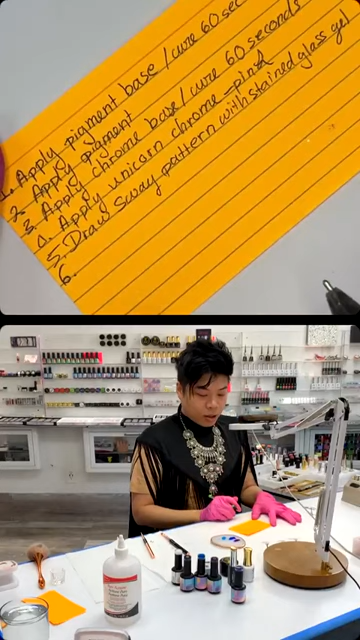 1. Apply pigment base / cure 60 sec
2. Apply pigment
3. Apply chrome base / cure 60 seconds
4. Apply unicorn chrome - pink
5. Draw sway pattern with stained glass gel
6.